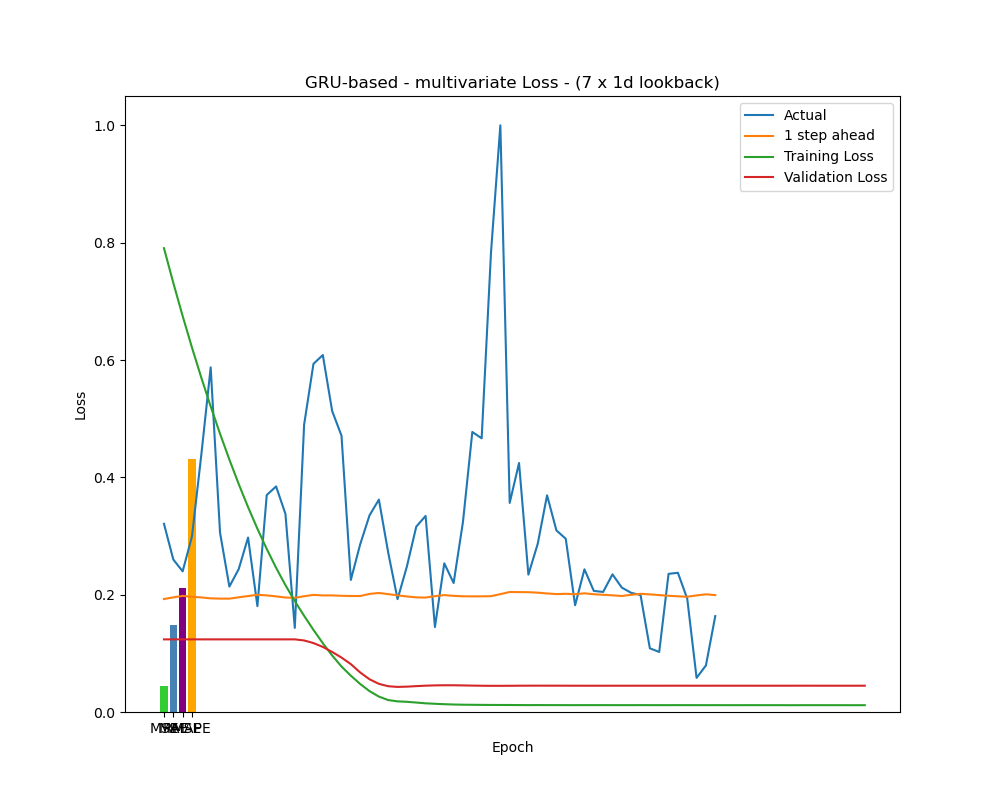 GRU-based - multivariate Loss - (7 x 1d lookback)
Actual
1 step ahead
Training Loss
Validation Loss
1.0
0.8
0.6
0.4
0.2
0.0
Loss
Epoch